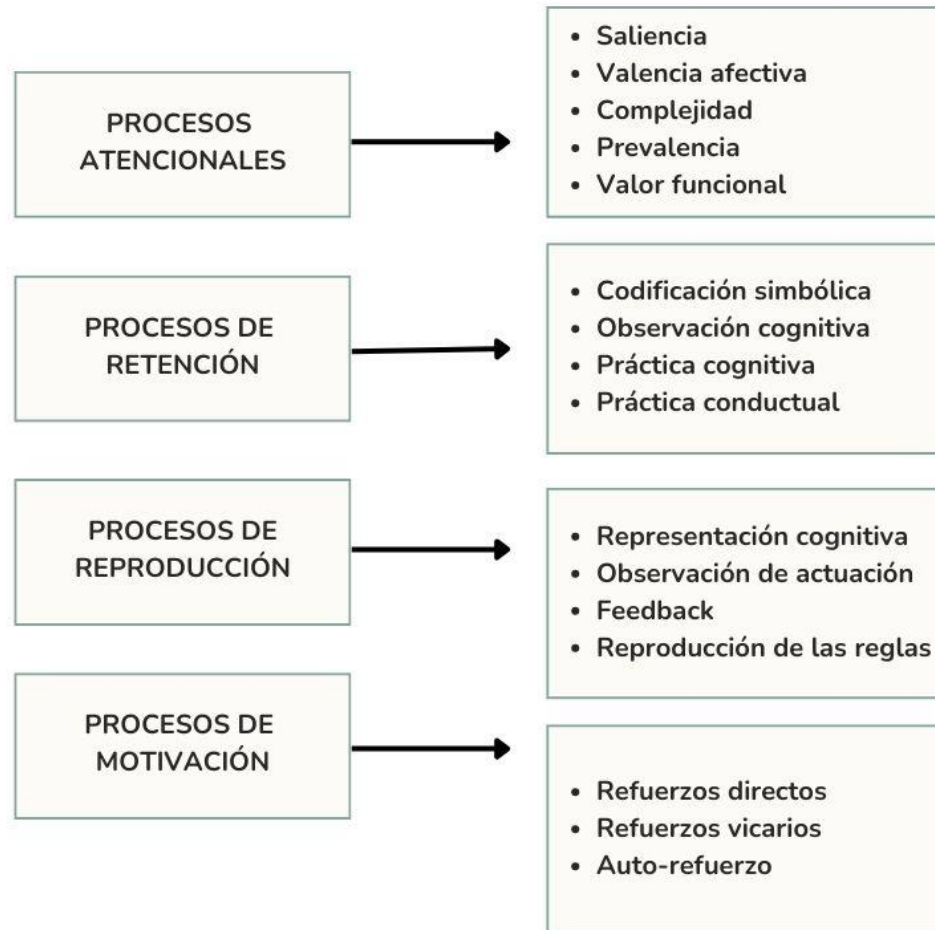 PROCESOS
ATENCIONALES
• Saliencia
• Valencia afectiva
• Complejidad
• Prevalencia
• Valor funcional
PROCESOS DE
RETENCIÓN
• Codificación simbólica
• Observación cognitiva
• Práctica cognitiva
• Práctica conductual
PROCESOS DE
REPRODUCCIÓN
• Representación cognitiva
• Observación de actuación
• Feedback
• Reproducción de las reglas
PROCESOS DE
MOTIVACIÓN
• Refuerzos directos
• Refuerzos vicarios
• Auto-refuerzo